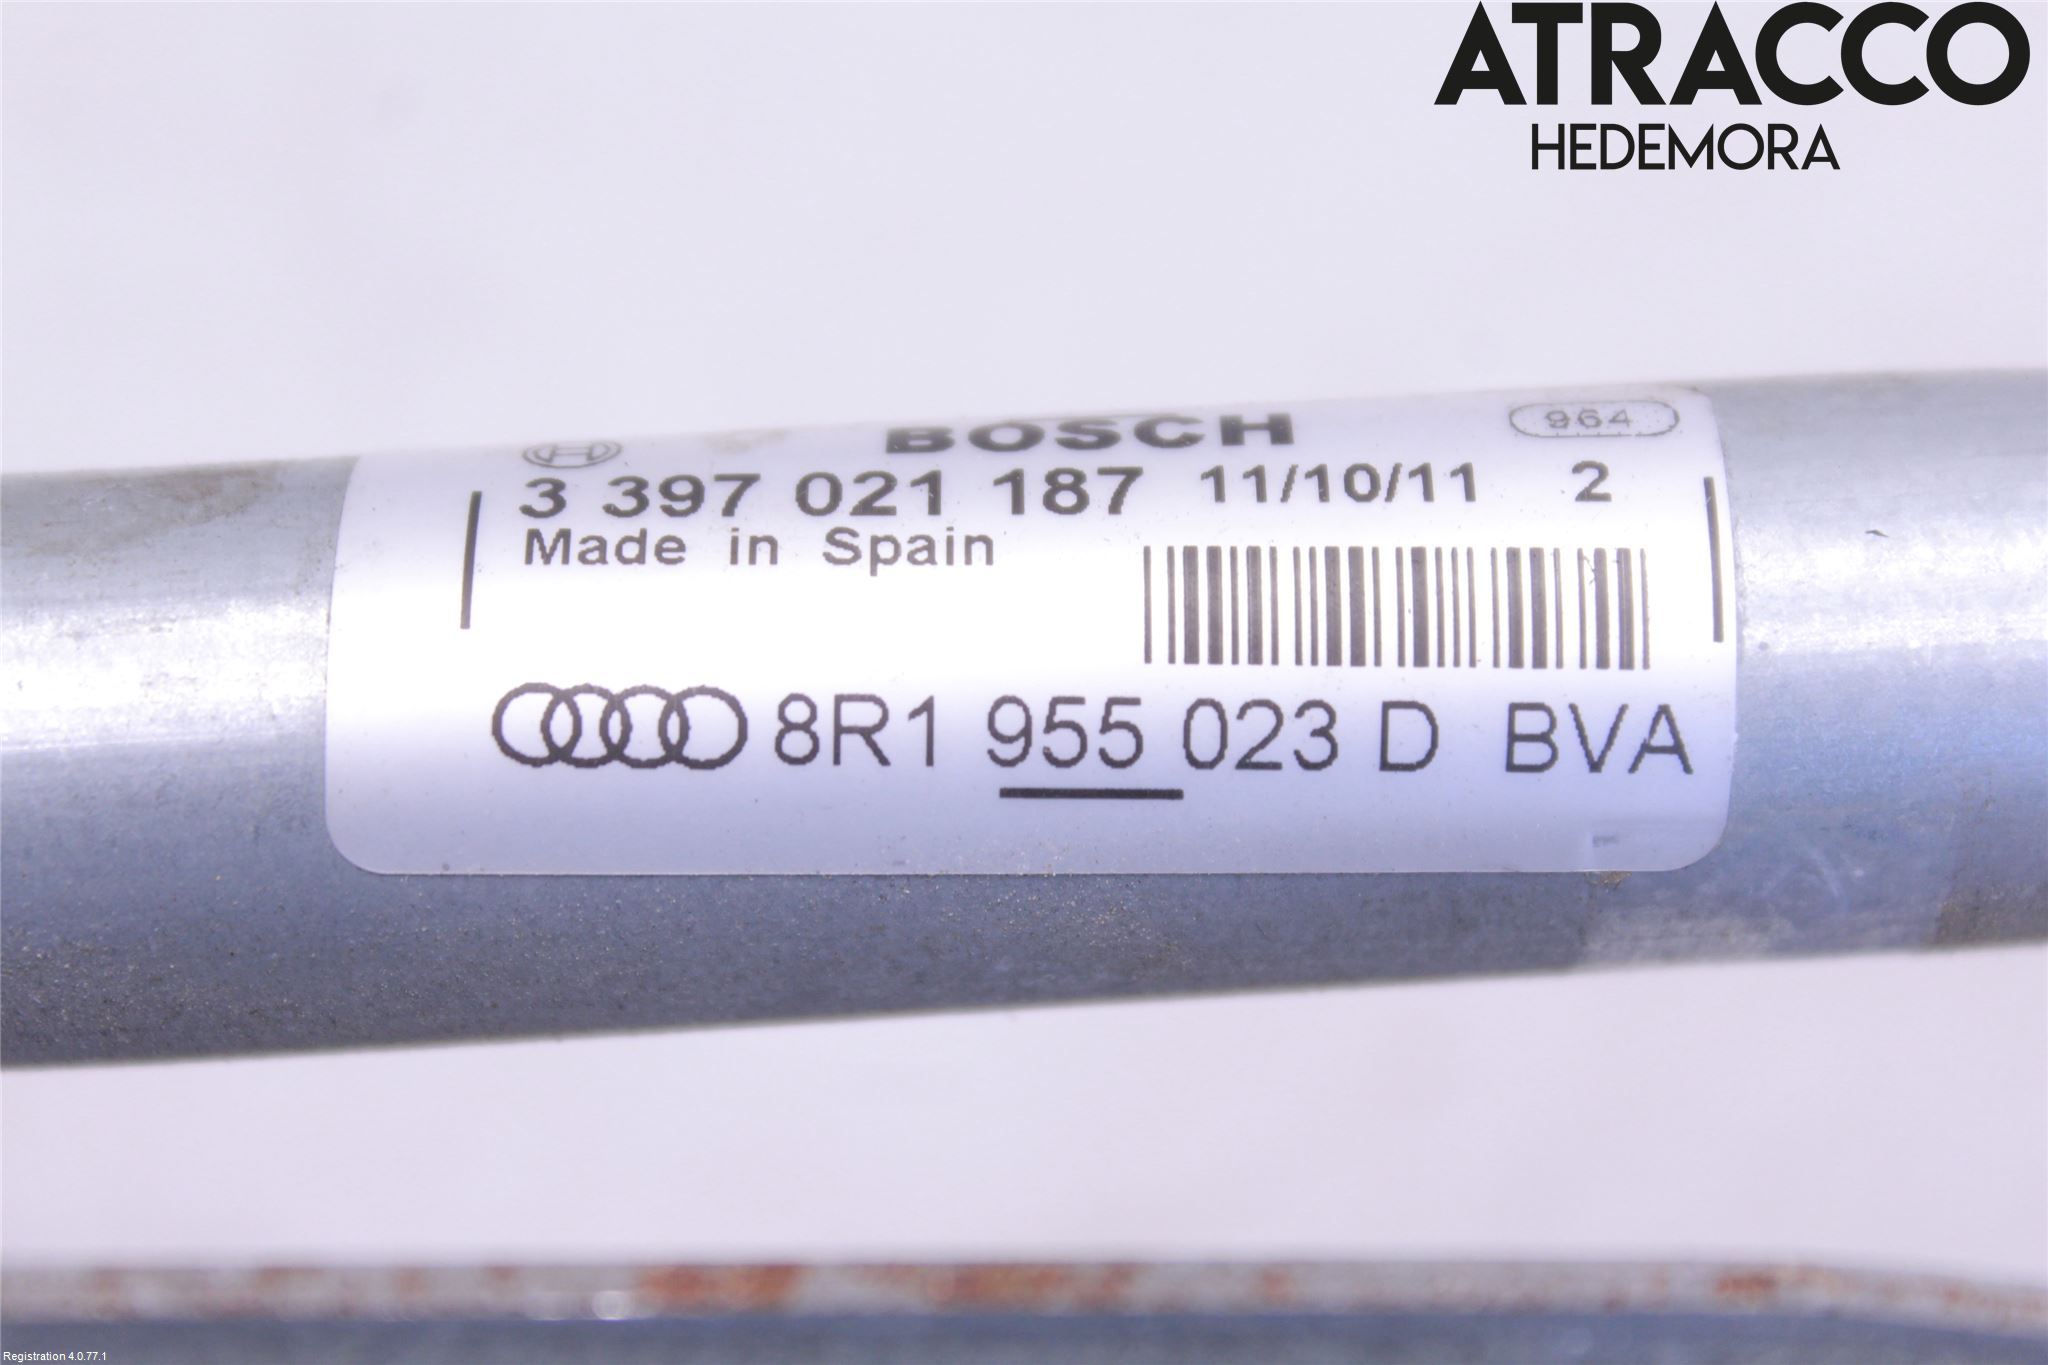 ATRACCO
HEDEMORA
BOSCH 964
3 397 021 187 11/10/11 2
Made in Spain
8R1 955 023 D BVA
Registration 4.0.77.1